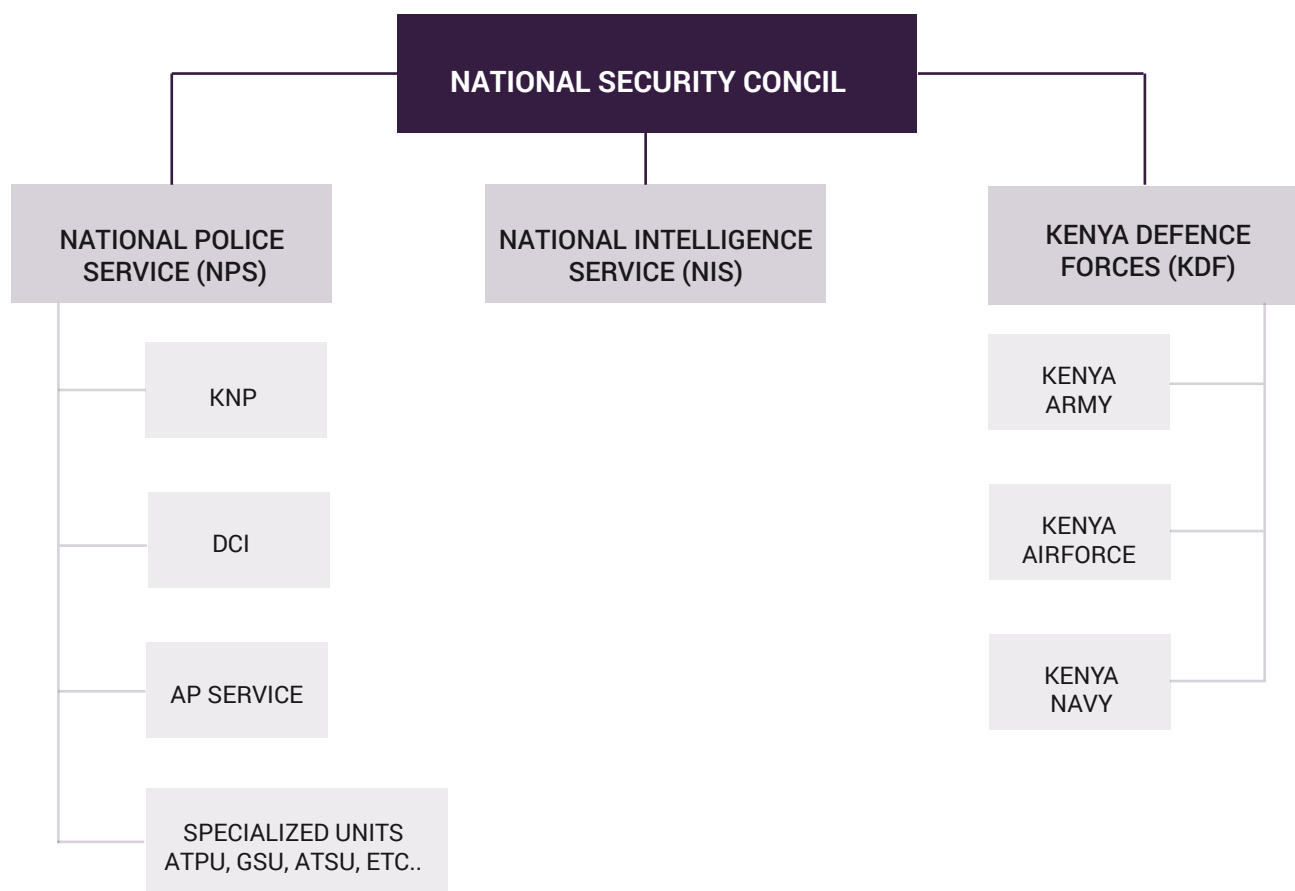 NATIONAL SECURITY CONCIL
NATIONAL POLICE
SERVICE (NPS)
NATIONAL INTELLIGENCE
SERVICE (NIS)
KENYA DEFENCE
FORCES (KDF)
KNP
DCI
AP SERVICE
SPECIALIZED UNITS
ATPU, GSU, ATSU, ETC..
KENYA
ARMY
KENYA
AIRFORCE
KENYA
NAVY